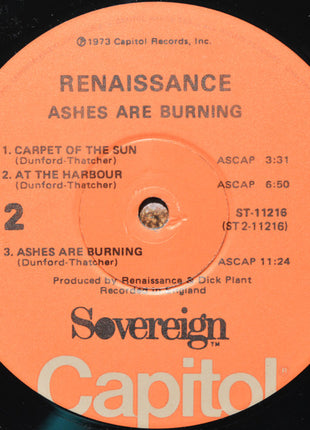 ℗1973 Capitol Records, Inc.
RENAISSANCE
ASHES ARE BURNING
1. CARPET OF THE SUN
(Dunford-Thatcher) ASCAP 3:31
2. AT THE HARBOUR
(Dunford-Thatcher) ASCAP 6:50
2 ST-11216
(ST 2-11216)
3. ASHES ARE BURNING
(Dunford-Thatcher) ASCAP 11:24
Produced by Renaissance & Dick Plant
Recorded in England
Sovereign™
Capitol®